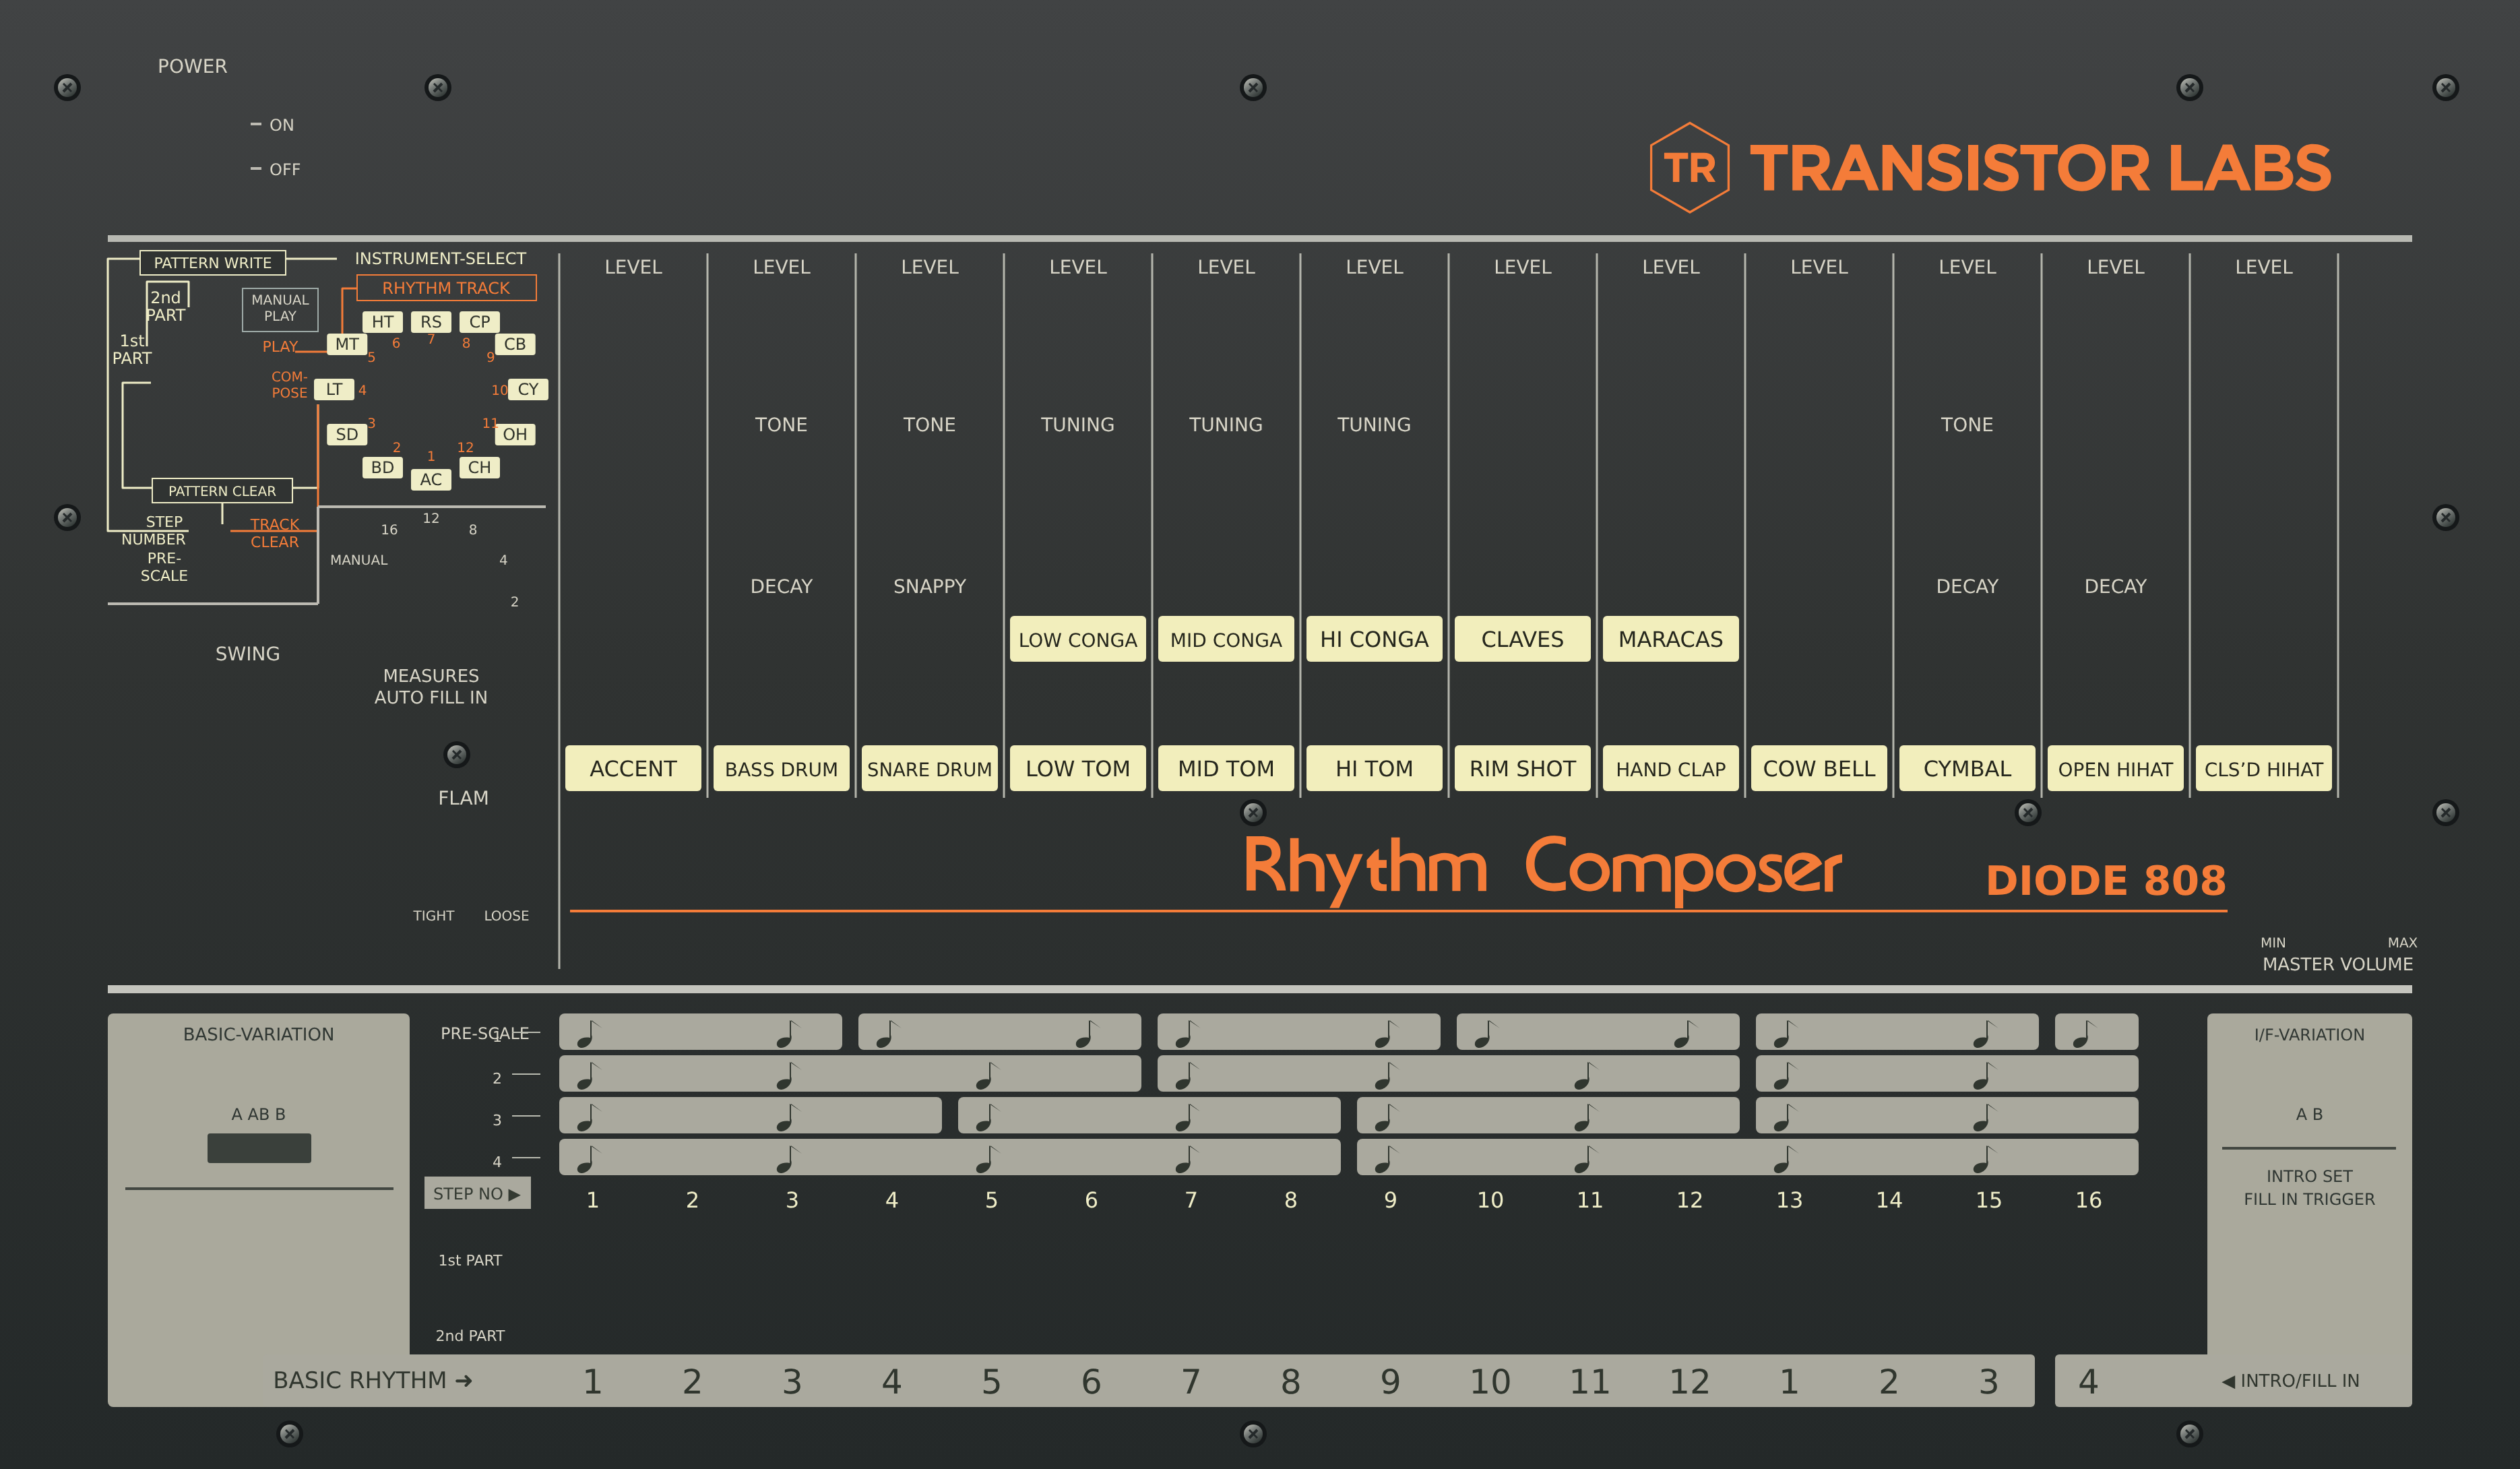 POWER
ON
OFF
TR TRANSISTOR LABS
PATTERN WRITE
INSTRUMENT-SELECT
RHYTHM TRACK
2nd
PART
MANUAL
PLAY
1st
PART
PLAY
COM-
POSE
HT RS CP
MT CB
5 6 7 8 9
LT 4 10 CY
3 11
SD OH
2 1 12
BD AC CH
PATTERN CLEAR
STEP
NUMBER
TRACK
CLEAR
PRE-
SCALE
16 12 8
MANUAL 4
2
SWING
MEASURES
AUTO FILL IN
FLAM
TIGHT LOOSE
LEVEL LEVEL LEVEL LEVEL LEVEL LEVEL LEVEL LEVEL LEVEL LEVEL LEVEL LEVEL
TONE TONE TUNING TUNING TUNING TONE
DECAY SNAPPY DECAY DECAY
LOW CONGA MID CONGA HI CONGA CLAVES MARACAS
ACCENT BASS DRUM SNARE DRUM LOW TOM MID TOM HI TOM RIM SHOT HAND CLAP COW BELL CYMBAL OPEN HIHAT CLS’D HIHAT
Rhythm Composer DIODE 808
MIN MAX
MASTER VOLUME
BASIC-VARIATION
A AB B
PRE-SCALE
1
2
3
4
STEP NO ▶
1 2 3 4 5 6 7 8 9 10 11 12 13 14 15 16
1st PART
2nd PART
I/F-VARIATION
A B
INTRO SET
FILL IN TRIGGER
BASIC RHYTHM ➔ 1 2 3 4 5 6 7 8 9 10 11 12 1 2 3 4 ◀ INTRO/FILL IN